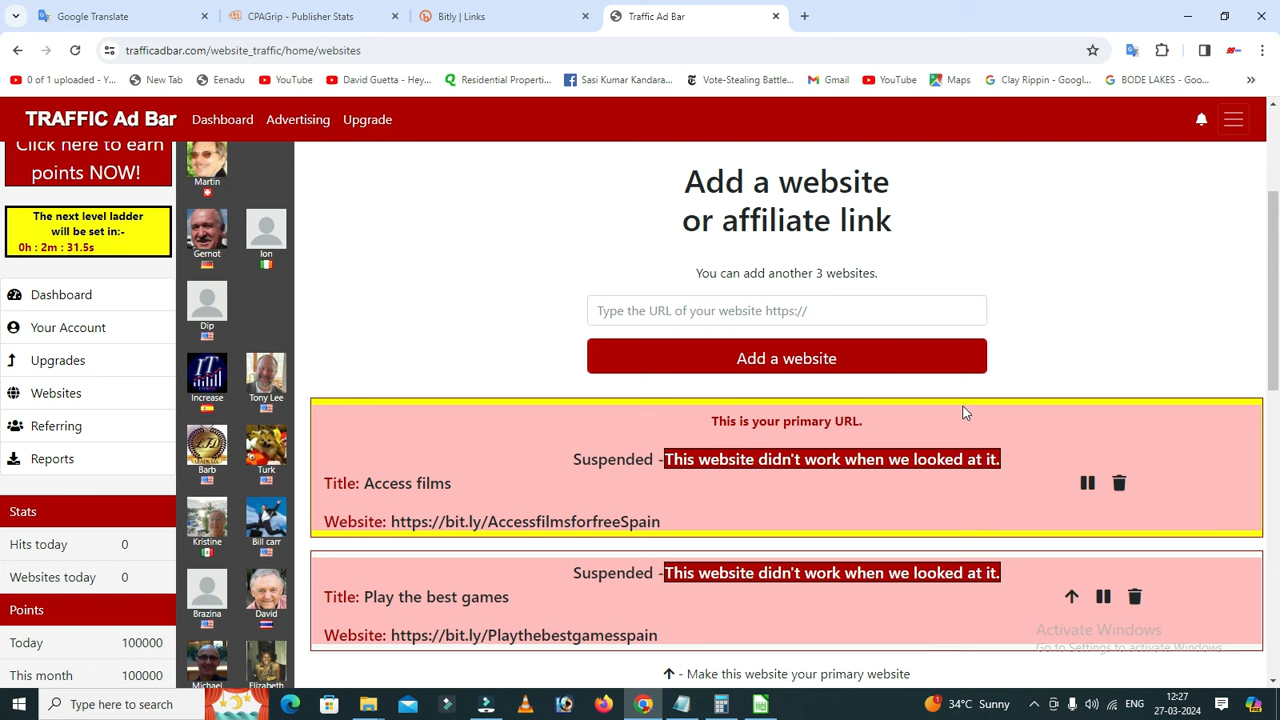 Google Translate
CPAGrip - Publisher Stats
Bitly | Links
Traffic Ad Bar
trafficadbar.com/website_traffic/home/websites
0 of 1 uploaded - Y...
New Tab
Eenadu
YouTube
David Guetta - Hey...
Residential Properti...
Sasi Kumar Kandara...
Vote-Stealing Battle...
Gmail
YouTube
Maps
Clay Rippin - Googl...
BODE LAKES - Goo...
TRAFFIC Ad Bar
Dashboard
Advertising
Upgrade
Click here to earn
points NOW!
The next level ladder
will be set in:-
0h : 2m : 31.5s
Dashboard
Your Account
Upgrades
Websites
Referring
Reports
Stats
Hits today 0
Websites today 0
Points
Today 100000
This month 100000
Martin
Gernot
Ion
Dip
Increase
Tony Lee
Barb
Turk
Kristine
Bill carr
Brazina
David
Michael
Elizabeth
Add a website
or affiliate link
You can add another 3 websites.
Type the URL of your website https://
Add a website
This is your primary URL.
Suspended -This website didn't work when we looked at it.
Title: Access films
Website: https://bit.ly/AccessfilmsforfreeSpain
Suspended -This website didn't work when we looked at it.
Title: Play the best games
Website: https://bit.ly/Playthebestgamesspain
- Make this website your primary website
Activate Windows
Go to Settings to activate Windows.
Type here to search
34°C Sunny
ENG
12:27
27-03-2024